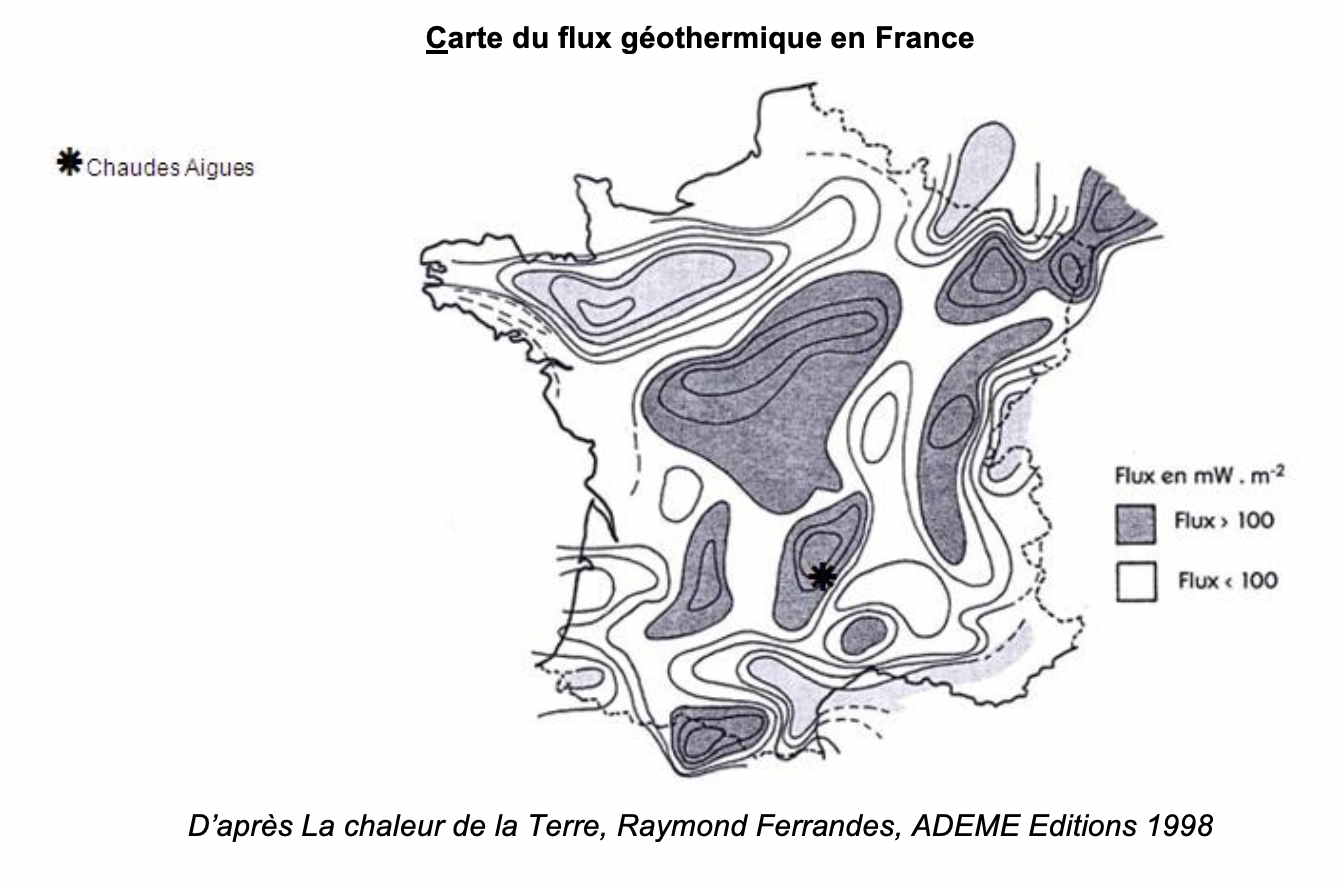 Carte du flux géothermique en France
Chaudes Aigues
Flux en mW . m-²
Flux > 100
Flux < 100
D’après La chaleur de la Terre, Raymond Ferrandes, ADEME Editions 1998